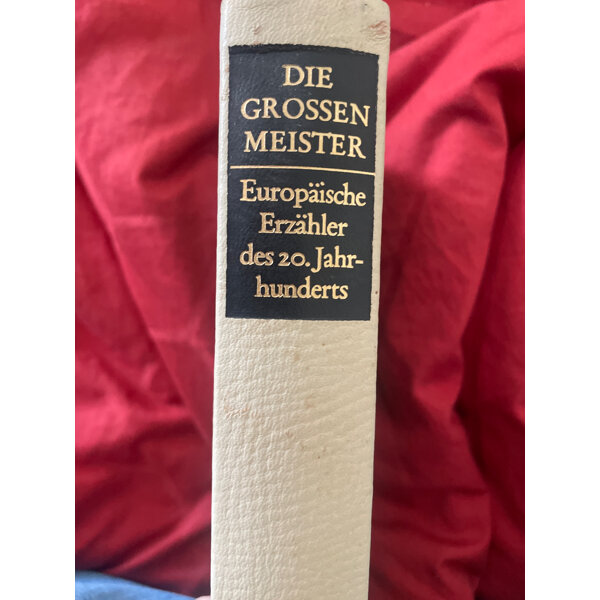 DIE
GROSSEN
MEISTER
Europäische
Erzähler
des 20. Jahr-
hunderts